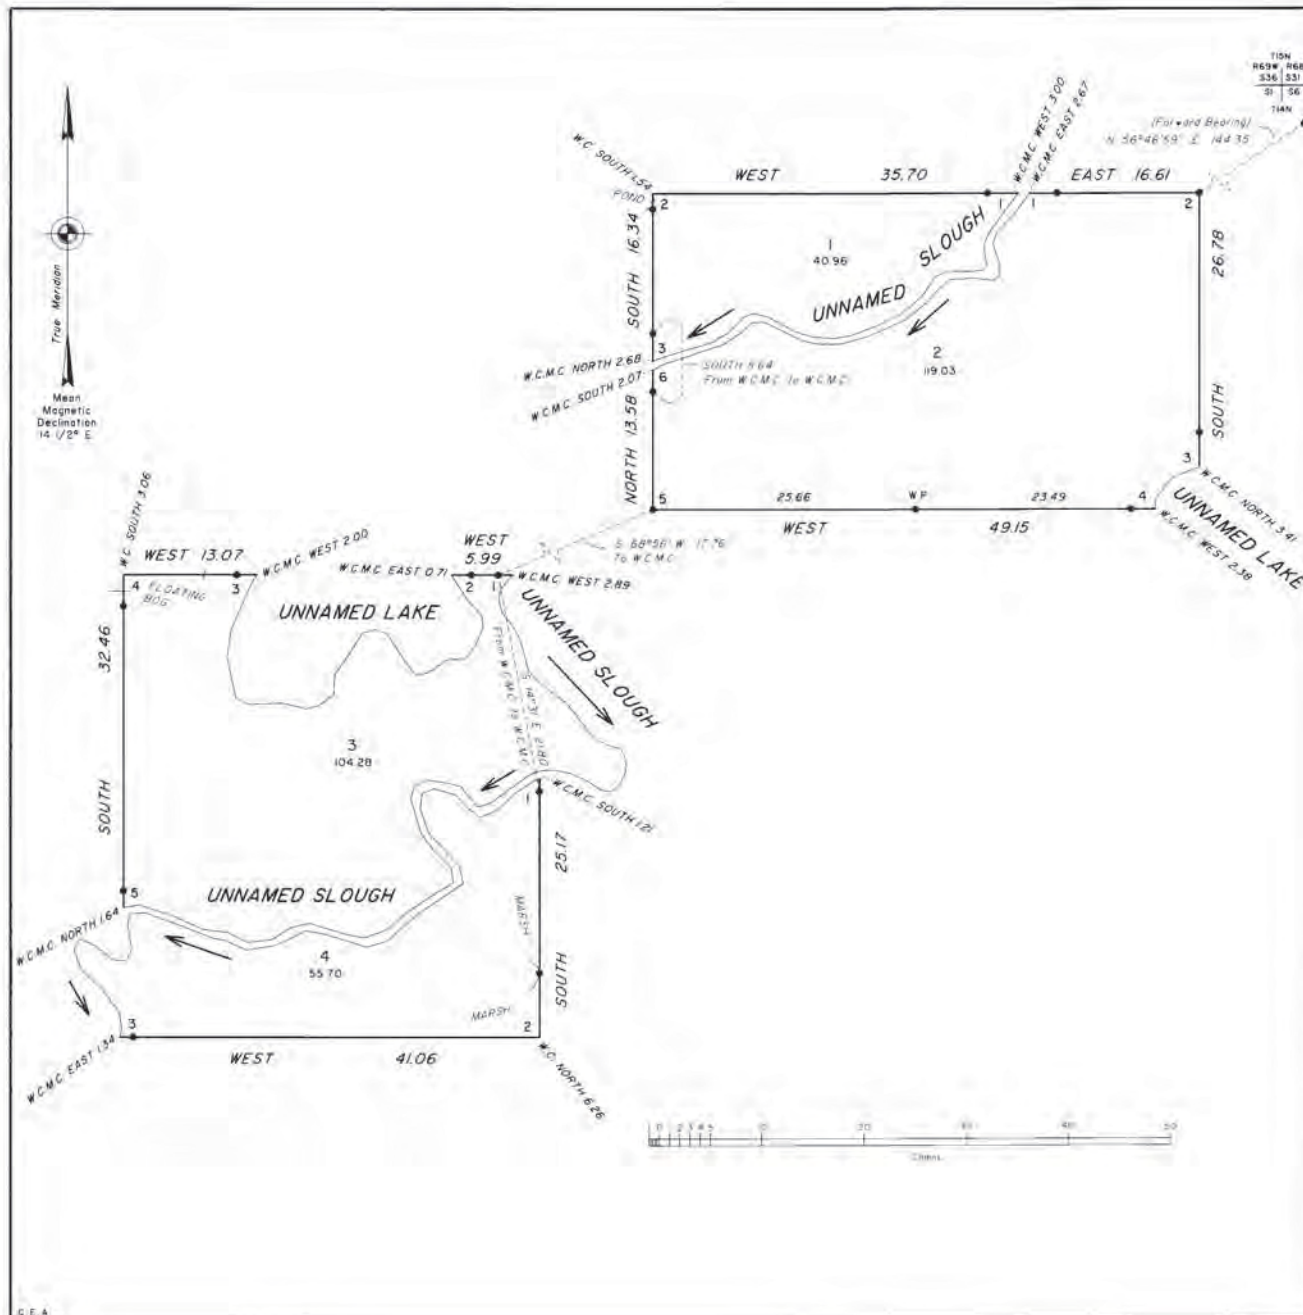 T15N
R69W R68
S36 S31
S1 S6
T14N
(Forward Bearing)
N 56°46'59" E 144.35
W.C.M.C. WEST 3.00
W.C.M.C. EAST 2.67
W.C. SOUTH 1.54
POND
WEST 35.70
EAST 16.61
2
1
1
2
SOUTH 16.34
1
40.96
UNNAMED SLOUGH
26.78
SOUTH
2
119.03
3
6
W.C.M.C. NORTH 2.68
W.C.M.C. SOUTH 2.07
SOUTH 5.64
From W.C.M.C. to W.C.M.C.
NORTH 13.58
3
W.C.M.C. NORTH 3.41
UNNAMED LAKE
W.C.M.C. WEST 2.38
5
25.66
W P
23.49
4
WEST 49.15
True Meridian
Mean
Magnetic
Declination
14 1/2° E.
W.C. SOUTH 3.06
WEST 13.07
W.C.M.C. WEST 2.00
W.C.M.C. EAST 0.71
WEST
5.99
To W.C.M.C.
4
FLOATING
BOG
3
2
1
W.C.M.C. WEST 2.89
UNNAMED LAKE
UNNAMED SLOUGH
From W.C.M.C. to W.C.M.C.
32.46
SOUTH
3
104.28
1
W.C.M.C. SOUTH 1.21
25.17
5
UNNAMED SLOUGH
W.C.M.C. NORTH 1.64
MARSH
SOUTH
4
55.70
MARSH
3
2
W.C.M.C. EAST 1.34
WEST 41.06
W.C. NORTH 6.26
0 1 2 3 4 5 10 20 30 40 50
Chains
C.F.A.